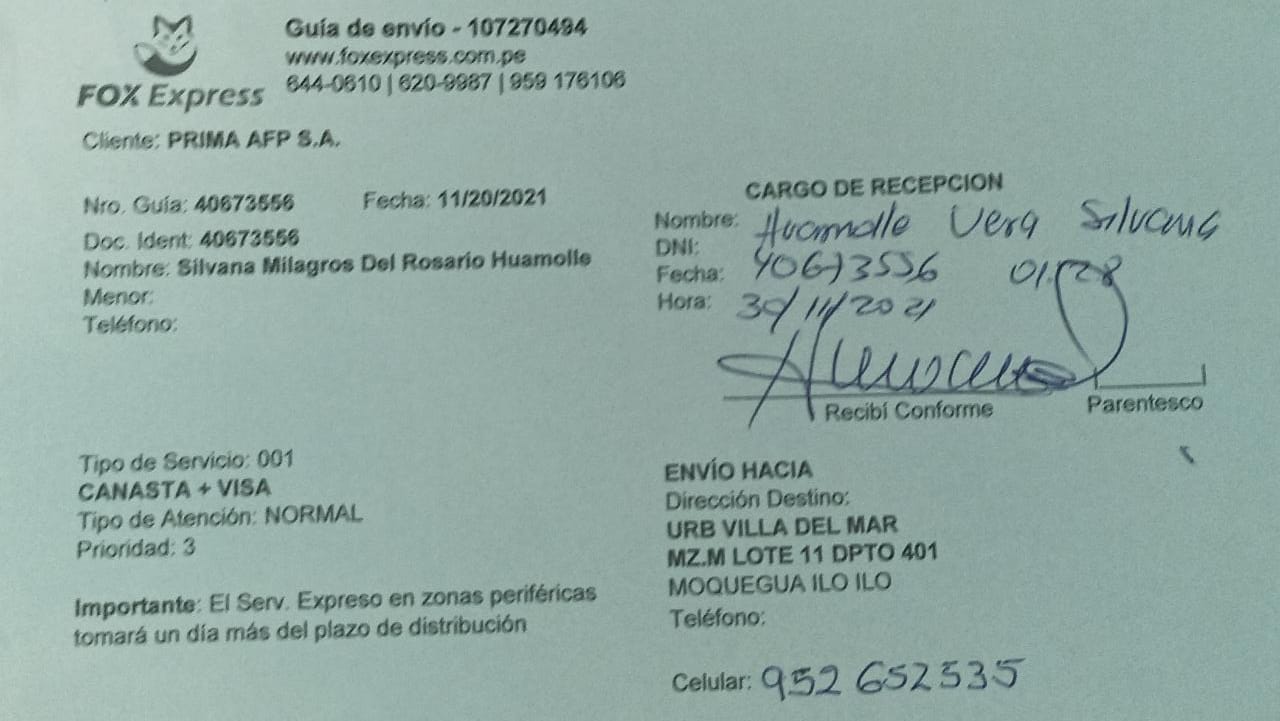 Guía de envío - 107270494
www.foxexpress.com.pe
644-0610 | 620-9987 | 959 176106
FOX Express
Cliente: PRIMA AFP S.A.
Nro. Guía: 40673556 Fecha: 11/20/2021
Doc. Ident: 40673556
Nombre: Silvana Milagros Del Rosario Huamolle
Menor:
Teléfono:
CARGO DE RECEPCION
Nombre: Huamolle Vera Silvana
DNI: 40673556 01:28
Fecha: 30/11/2021
Hora:
Recibí Conforme Parentesco
Tipo de Servicio: 001
CANASTA + VISA
Tipo de Atención: NORMAL
Prioridad: 3
Importante: El Serv. Expreso en zonas periféricas
tomará un día más del plazo de distribución
ENVÍO HACIA
Dirección Destino:
URB VILLA DEL MAR
MZ.M LOTE 11 DPTO 401
MOQUEGUA ILO ILO
Teléfono:
Celular: 952 652535